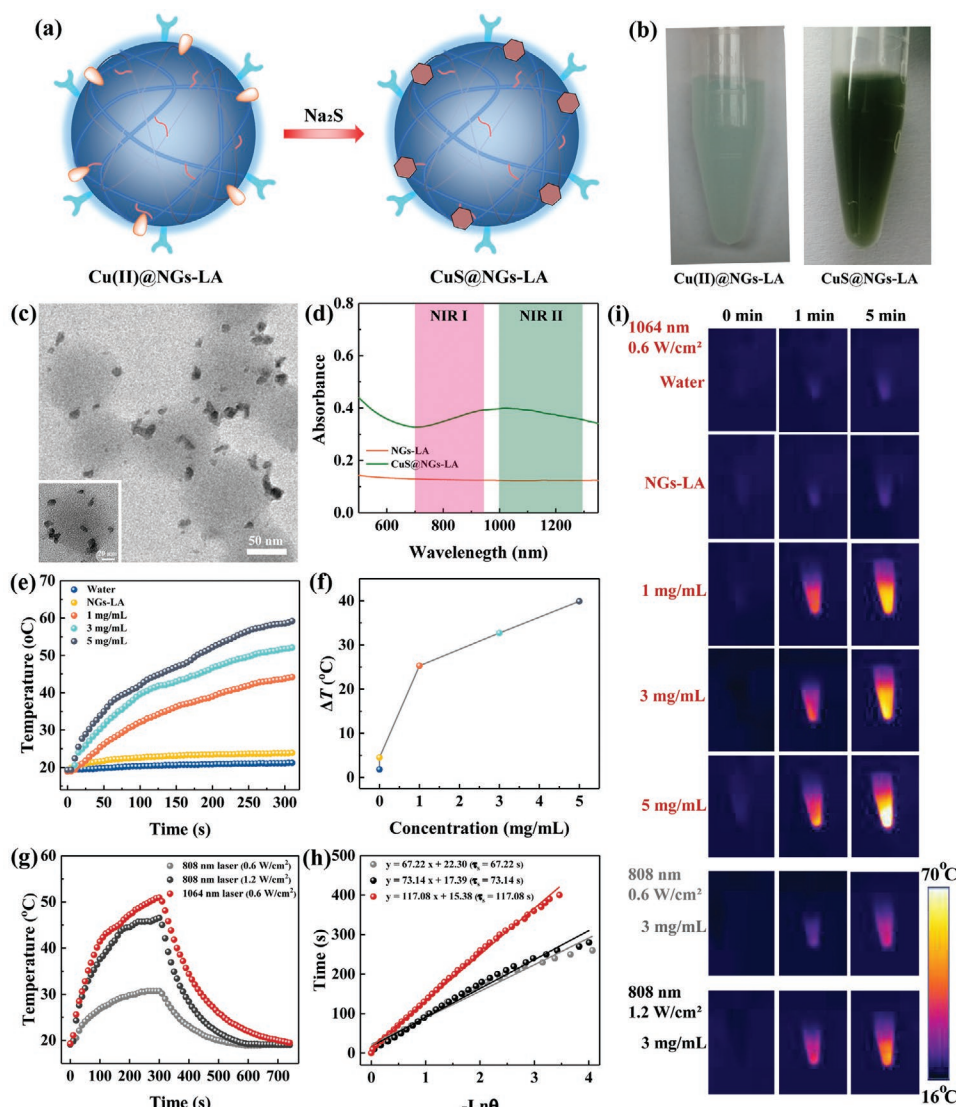 (a)
Na₂S
Cu(II)@NGs-LA
CuS@NGs-LA
(b)
Cu(II)@NGs-LA
CuS@NGs-LA
(c)
50 nm
(d)
NIR I
NIR II
Absorbance
0.8
0.6
0.4
0.2
0.0
NGs-LA
CuS@NGs-LA
600
800
1000
1200
Wavelenegth (nm)
(e)
Temperature (oC)
70
60
50
40
30
20
Water
NGs-LA
1 mg/mL
3 mg/mL
5 mg/mL
0
50
100
150
200
250
300
Time (s)
(f)
ΔT (°C)
40
30
20
10
0
0
1
2
3
4
5
Concentration (mg/mL)
(g)
Temperature (°C)
70
60
50
40
30
20
808 nm laser (0.6 W/cm²)
808 nm laser (1.2 W/cm²)
1064 nm laser (0.6 W/cm²)
0 100 200 300 400 500 600 700
Time (s)
(h)
Time (s)
500
400
300
200
100
0
y = 67.22 x + 22.30 (τₛ = 67.22 s)
y = 73.14 x + 17.39 (τₛ = 73.14 s)
y = 117.08 x + 15.38 (τₛ = 117.08 s)
0
1
2
3
4
-Lnθ
(i)
0 min
1 min
5 min
1064 nm
0.6 W/cm²
Water
NGs-LA
1 mg/mL
3 mg/mL
5 mg/mL
808 nm
0.6 W/cm²
3 mg/mL
808 nm
1.2 W/cm²
3 mg/mL
70°C
16°C